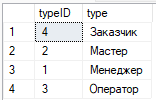 typeID type
1 4 Заказчик
2 2 Мастер
3 1 Менеджер
4 3 Оператор